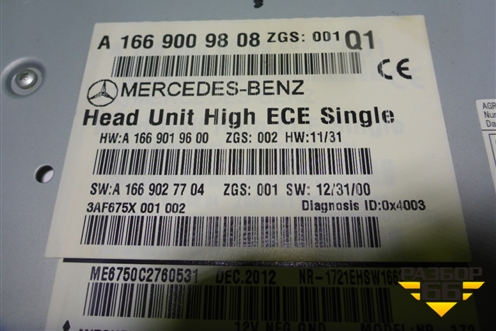 A 166 900 98 08 ZGS: 001 Q1
MERCEDES-BENZ
CE
Head Unit High ECE Single
HW:A 166 901 96 00 ZGS: 002 HW:11/31
SW:A 166 902 77 04 ZGS: 001 SW: 12/31/00
3AF675X 001 002 Diagnosis ID:0x4003
ME6750C2760531 DEC.2012
РАЗБОР
66